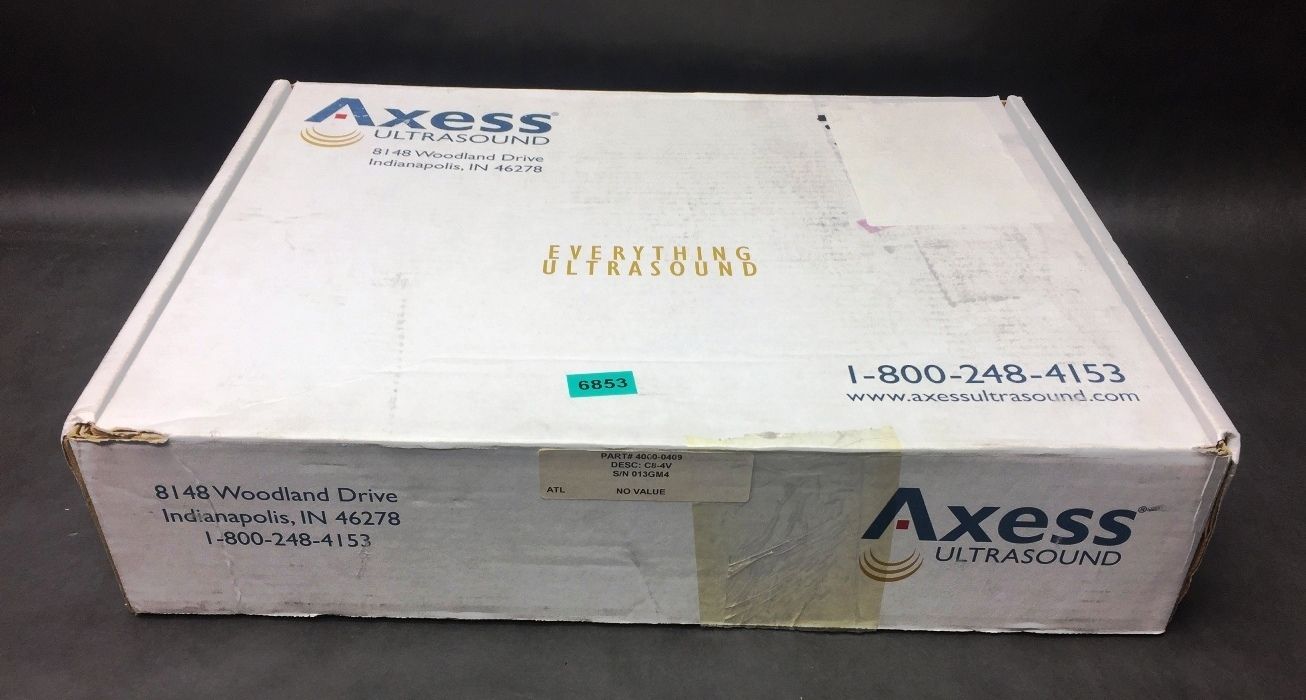 Axess®
ULTRASOUND
8148 Woodland Drive
Indianapolis, IN 46278
EVERYTHING
ULTRASOUND
6853
1-800-248-4153
www.axessultrasound.com
8148 Woodland Drive
Indianapolis, IN 46278
1-800-248-4153
PART# 4000-0409
DESC: C8-4V
S/N 013GM4
ATL NO VALUE
Axess®
ULTRASOUND